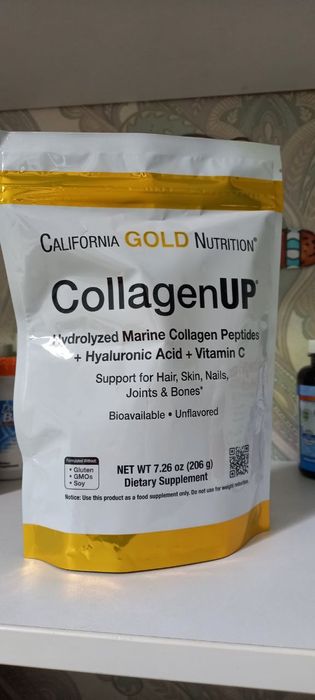 CALIFORNIA GOLD NUTRITION®
CollagenUP®
Hydrolyzed Marine Collagen Peptides
+ Hyaluronic Acid + Vitamin C
Support for Hair, Skin, Nails,
Joints & Bones*
Bioavailable • Unflavored
Formulated Without:
• Gluten
• GMOs
• Soy
NET WT 7.26 oz (206 g)
Dietary Supplement
Notice: Use this product as a food supplement only. Do not use for weight reduction.